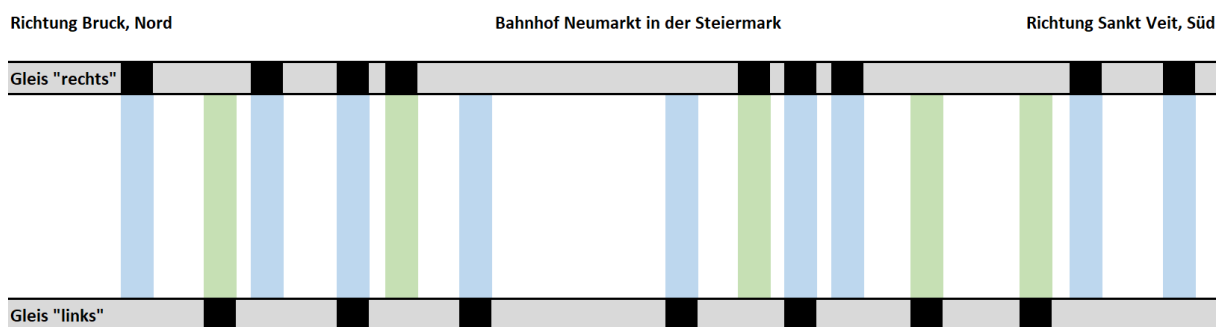 Richtung Bruck, Nord
Bahnhof Neumarkt in der Steiermark
Richtung Sankt Veit, Süd
Gleis "rechts"
Gleis "links"